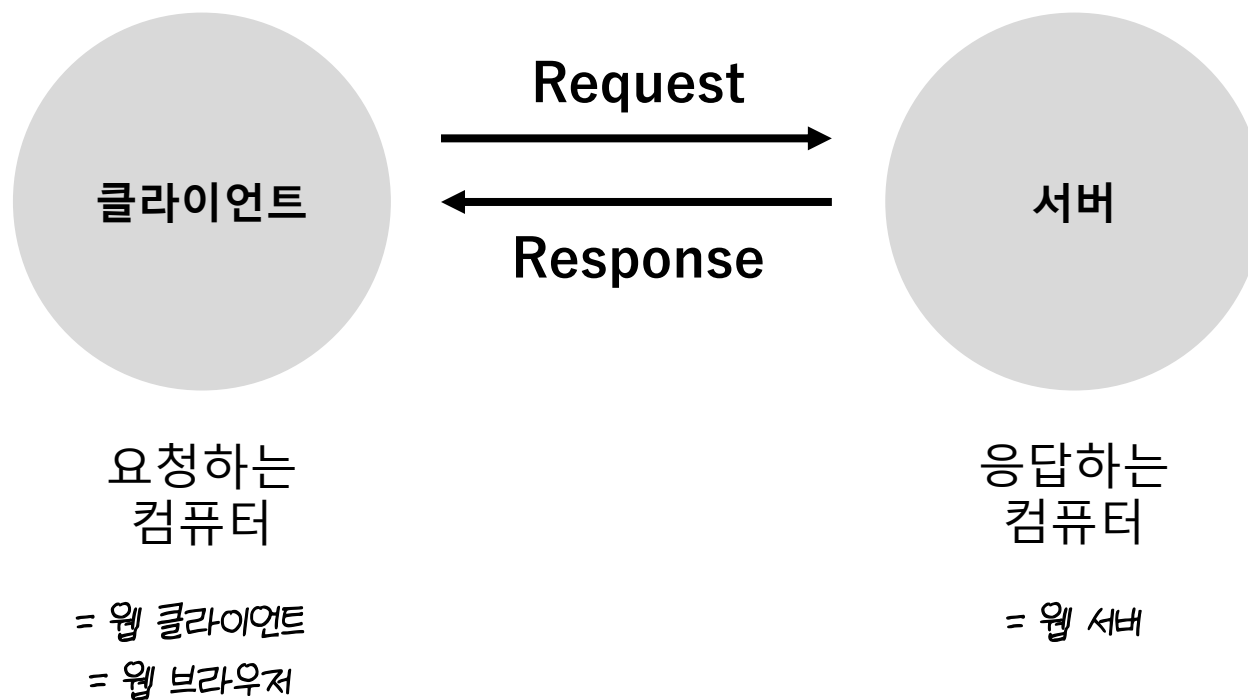 클라이언트
Request
Response
서버
요청하는
컴퓨터
= 웹 클라이언트
= 웹 브라우저
응답하는
컴퓨터
= 웹 서버